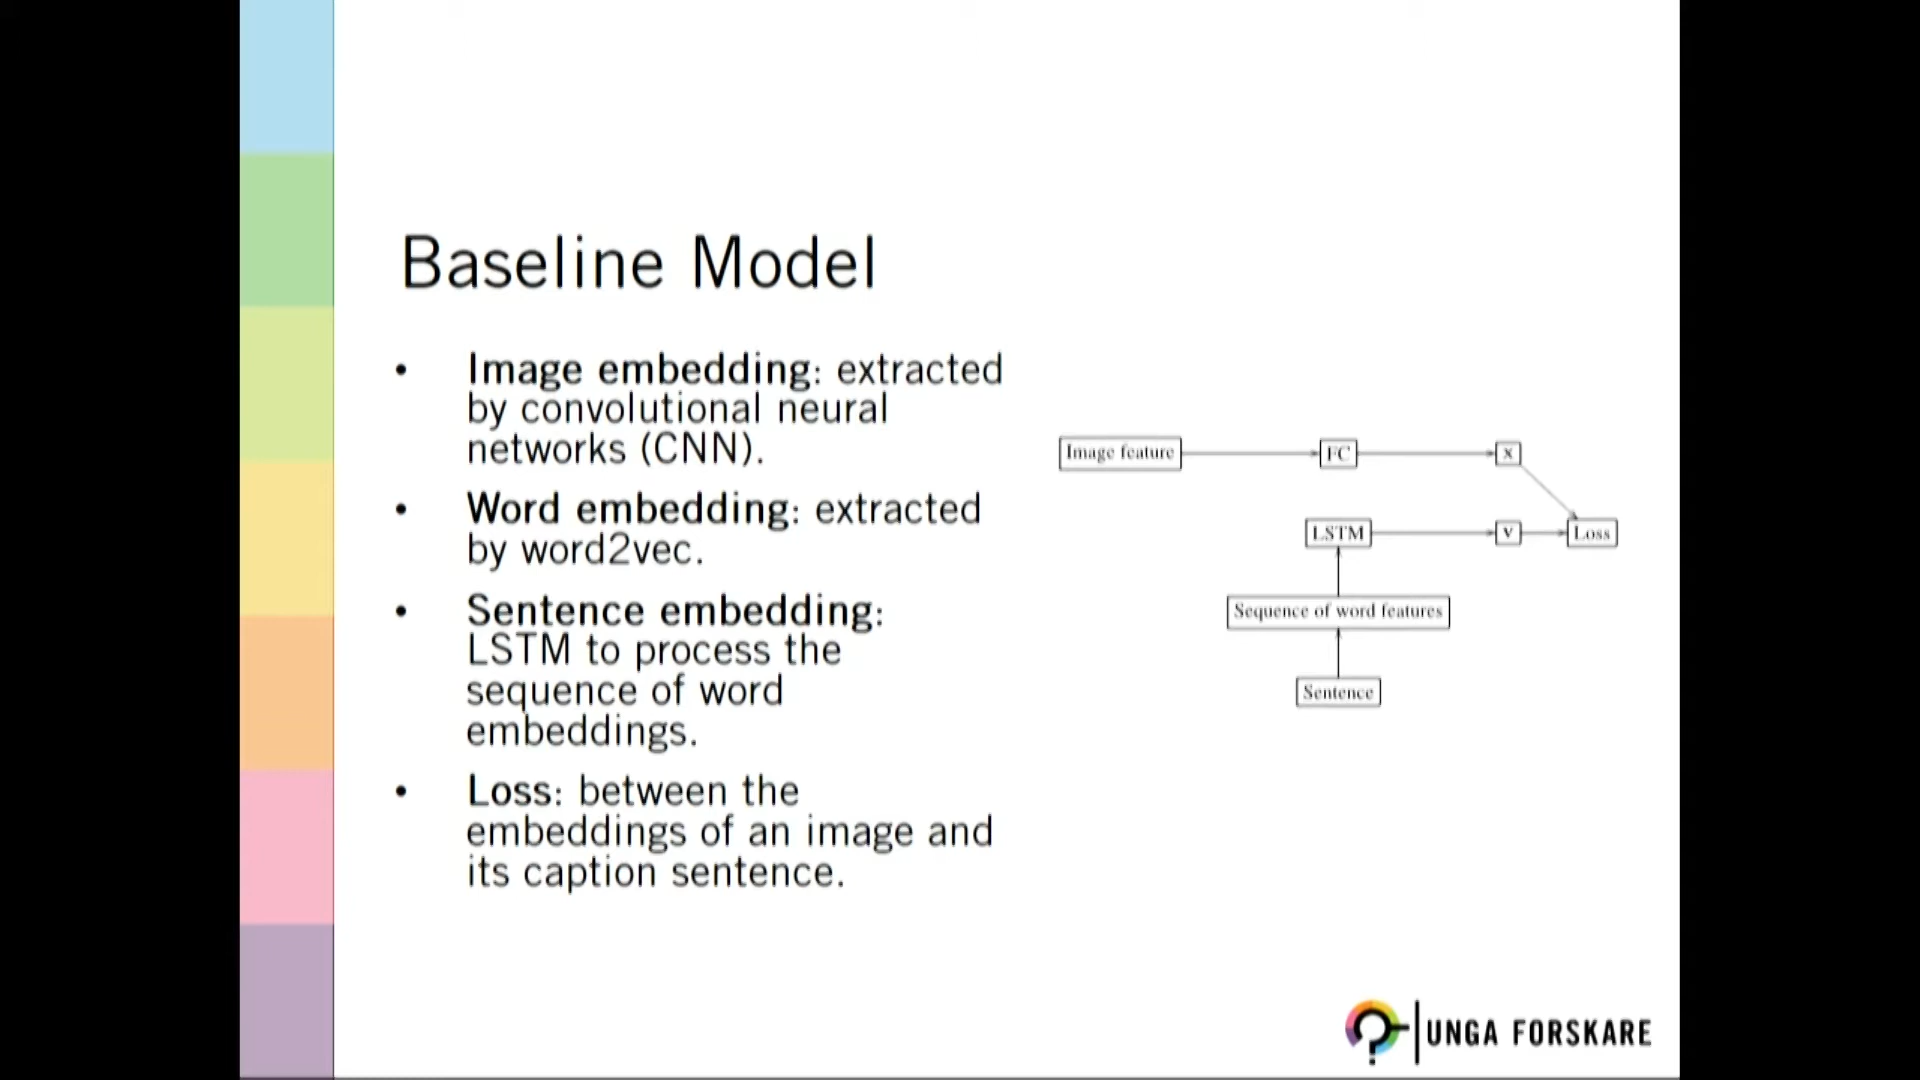 Baseline Model
• Image embedding: extracted
by convolutional neural
networks (CNN).
• Word embedding: extracted
by word2vec.
• Sentence embedding:
LSTM to process the
sequence of word
embeddings.
• Loss: between the
embeddings of an image and
its caption sentence.
Image feature
FC
x
LSTM
v
Loss
Sequence of word features
Sentence
UNGA FORSKARE